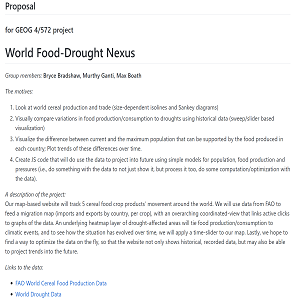 Proposal
for GEOG 4/572 project
World Food-Drought Nexus
Group members: Bryce Bradshaw, Murthy Ganti, Max Boath
The motives:
1. Look at world cereal production and trade (size-dependent isolines and Sankey diagrams)
2. Visually compare variations in food production/consumption to droughts using historical data (sweep/slider based
visualization)
3. Visualize the difference between current and the maximum population that can be supported by the food produced in
each country; Plot trends of these differences over time.
4. Create JS code that will do use the data to project into future using simple models for population, food production and
pressures (i.e., do something with the data to not just show it, but process it too, do some computation/optimization with
the data).
A description of the project:
Our map-based website will track 5 cereal food crop products' movement around the world. We will use data from FAO to
feed a migration map (imports and exports by country, per crop), with an overarching coordinated-view that links active clicks
to graphs of the data. An underlying heatmap layer of drought-affected areas will tie food production/consumption to
climatic events, and to see how the situation has evolved over time, we will apply a time-slider to our map. Lastly, we hope to
find a way to optimize the data on the fly, so that the website not only shows historical, recorded data, but may also be able
to project trends into the future.
Links to the data:
• FAO World Cereal Food Production Data
• World Drought Data